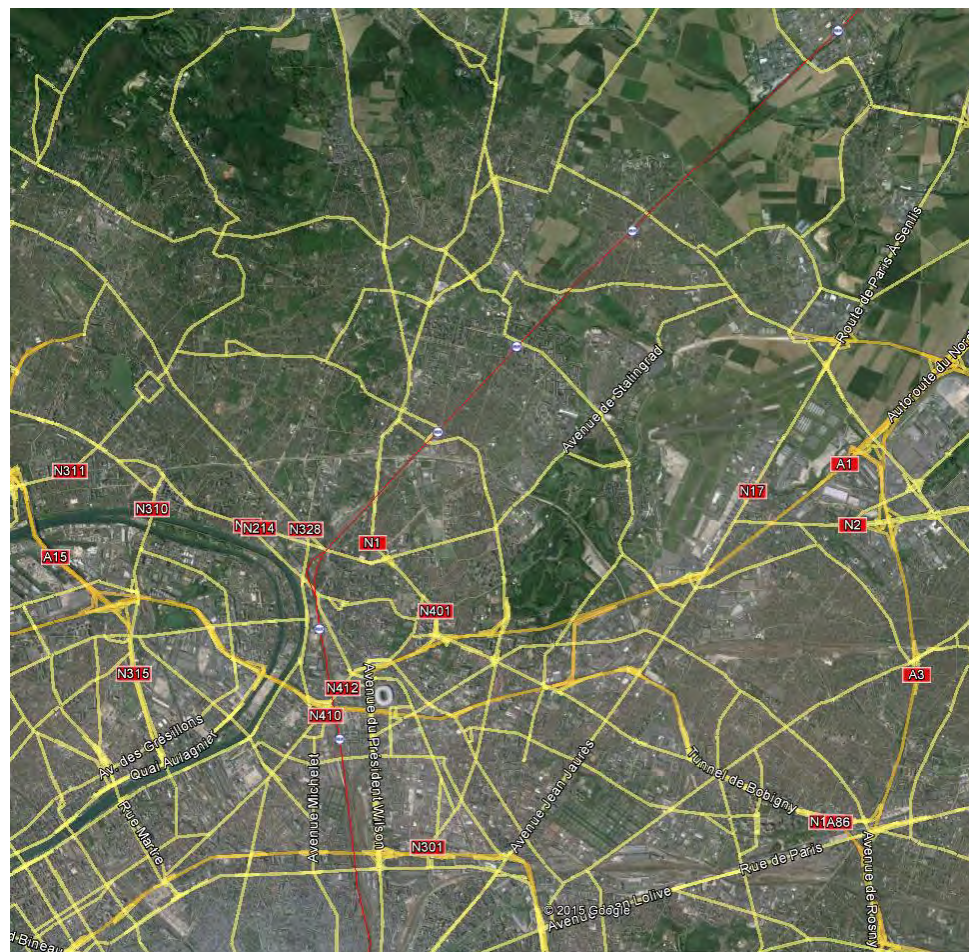 Route de Paris À Senlis
Autoroute du Nor
Avenue de Stalingrad
N311
A1
N17
N310
N214
N328
N2
N1
A15
N401
N315
N412
A3
N410
Avenue du Président Wilson
Av. des Grésillons
Quai Aulagnier
Avenue Michelet
Avenue Jean Jaurès
Tunnel de Bobigny
Rue Martre
N1A86
N301
Rue de Paris
Avenue de Rosny
Avenue Jean Lolive
© 2015 Google
d Bineau